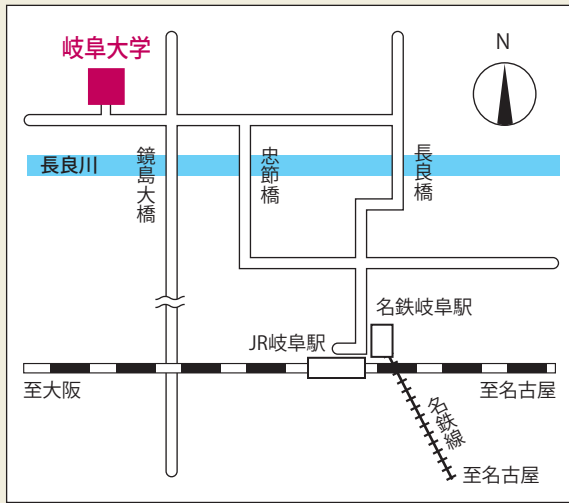 岐阜大学
N
長良川
鏡島大橋
忠節橋
長良橋
名鉄岐阜駅
JR岐阜駅
至大阪
至名古屋
名鉄線
至名古屋